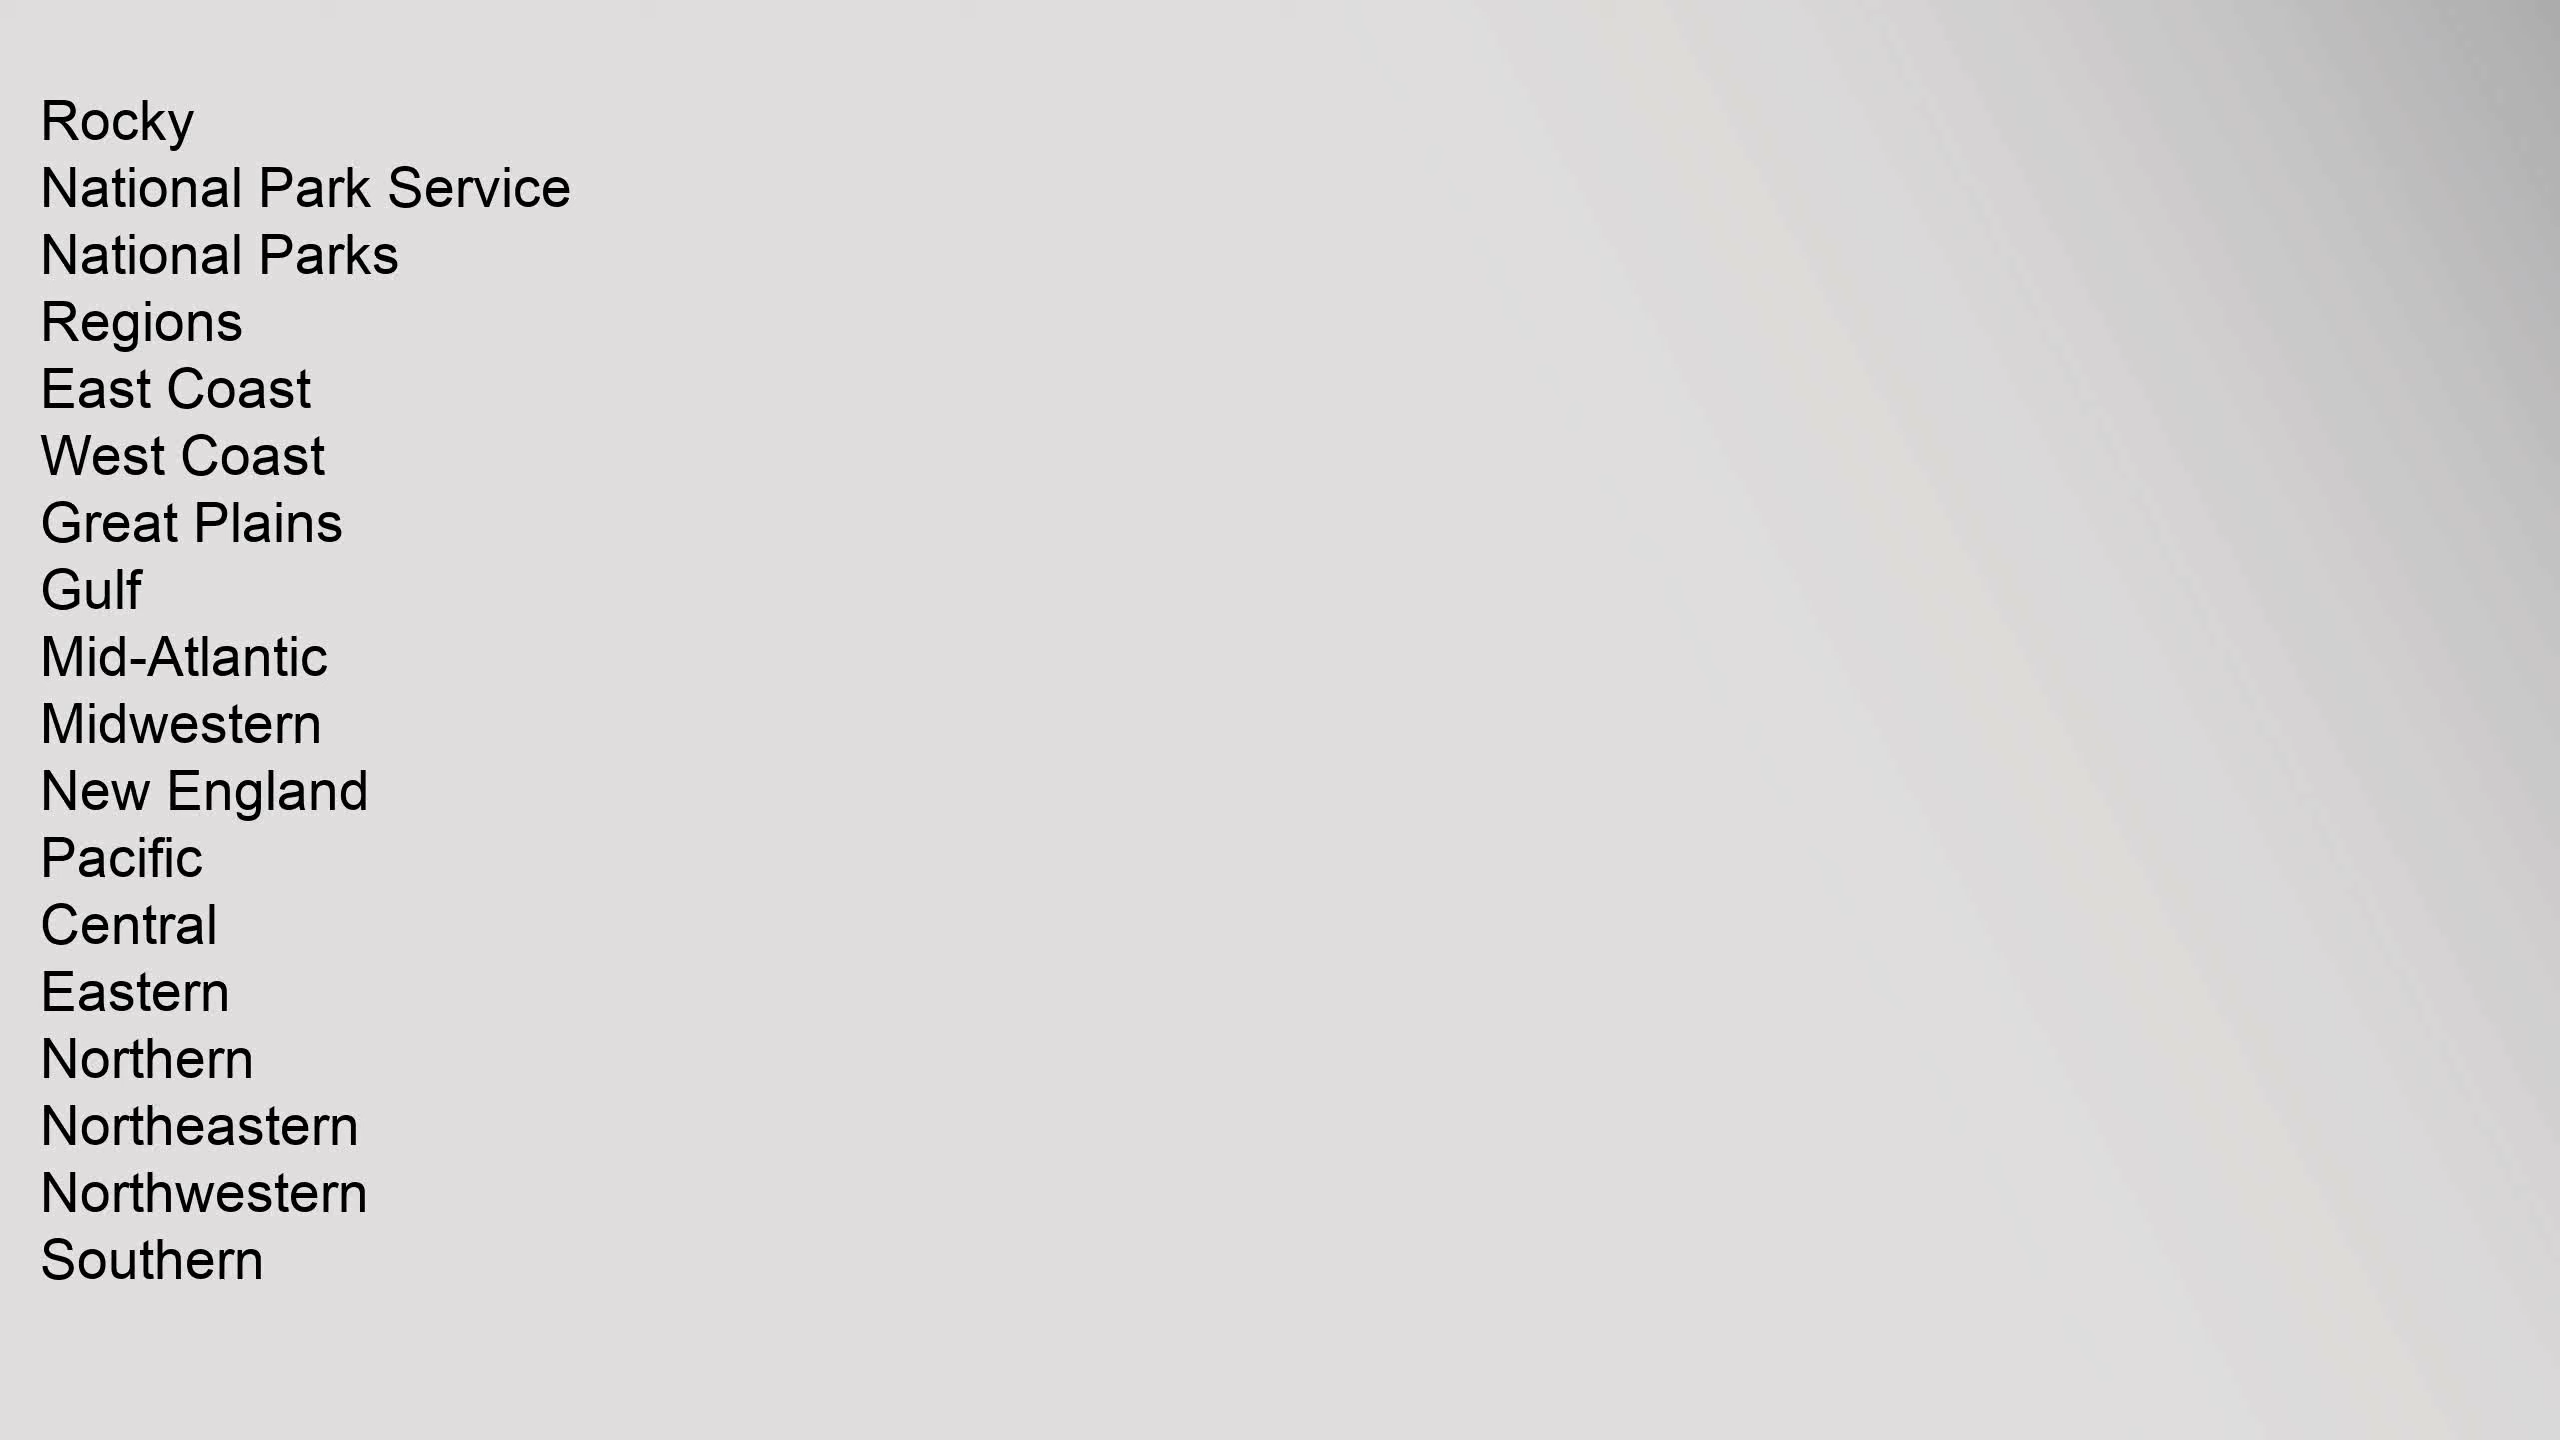 Rocky
National Park Service
National Parks
Regions
East Coast
West Coast
Great Plains
Gulf
Mid-Atlantic
Midwestern
New England
Pacific
Central
Eastern
Northern
Northeastern
Northwestern
Southern